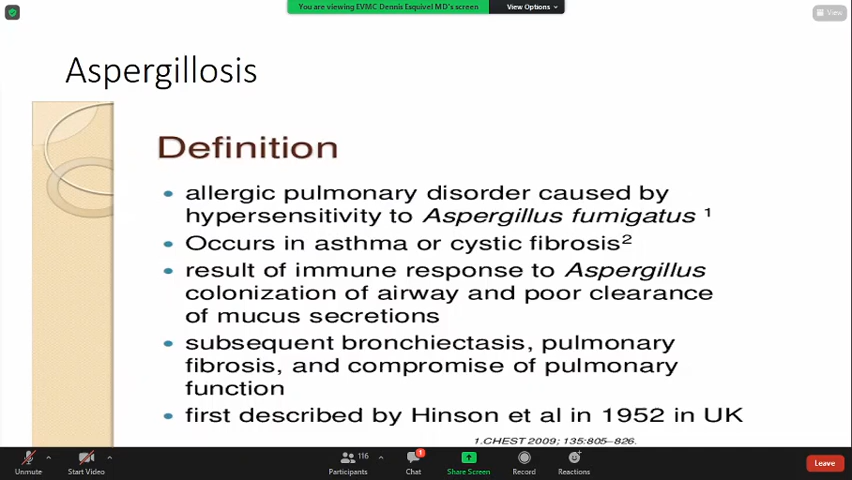 You are viewing EVMC Dennis Esquivel MD's screen
View Options
View
Aspergillosis
Definition
allergic pulmonary disorder caused by
hypersensitivity to Aspergillus fumigatus ¹
Occurs in asthma or cystic fibrosis²
result of immune response to Aspergillus
colonization of airway and poor clearance
of mucus secretions
subsequent bronchiectasis, pulmonary
fibrosis, and compromise of pulmonary
function
first described by Hinson et al in 1952 in UK
1.CHEST 2009; 135:805–826.
116
1
Unmute
Start Video
Participants
Chat
Share Screen
Record
Reactions
Leave